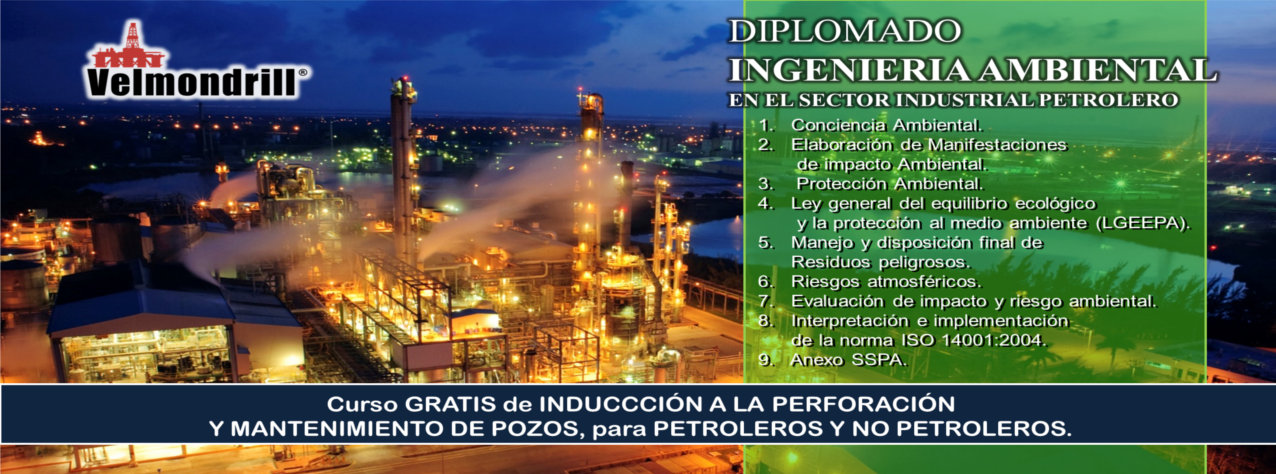 Velmondrill®
DIPLOMADO
INGENIERIA AMBIENTAL
EN EL SECTOR INDUSTRIAL PETROLERO
1. Conciencia Ambiental.
2. Elaboración de Manifestaciones
de impacto Ambiental.
3. Protección Ambiental.
4. Ley general del equilibrio ecológico
y la protección al medio ambiente (LGEEPA).
5. Manejo y disposición final de
Residuos peligrosos.
6. Riesgos atmosféricos.
7. Evaluación de impacto y riesgo ambiental.
8. Interpretación e implementación
de la norma ISO 14001:2004.
9. Anexo SSPA.
Curso GRATIS de INDUCCCIÓN A LA PERFORACIÓN
Y MANTENIMIENTO DE POZOS, para PETROLEROS Y NO PETROLEROS.